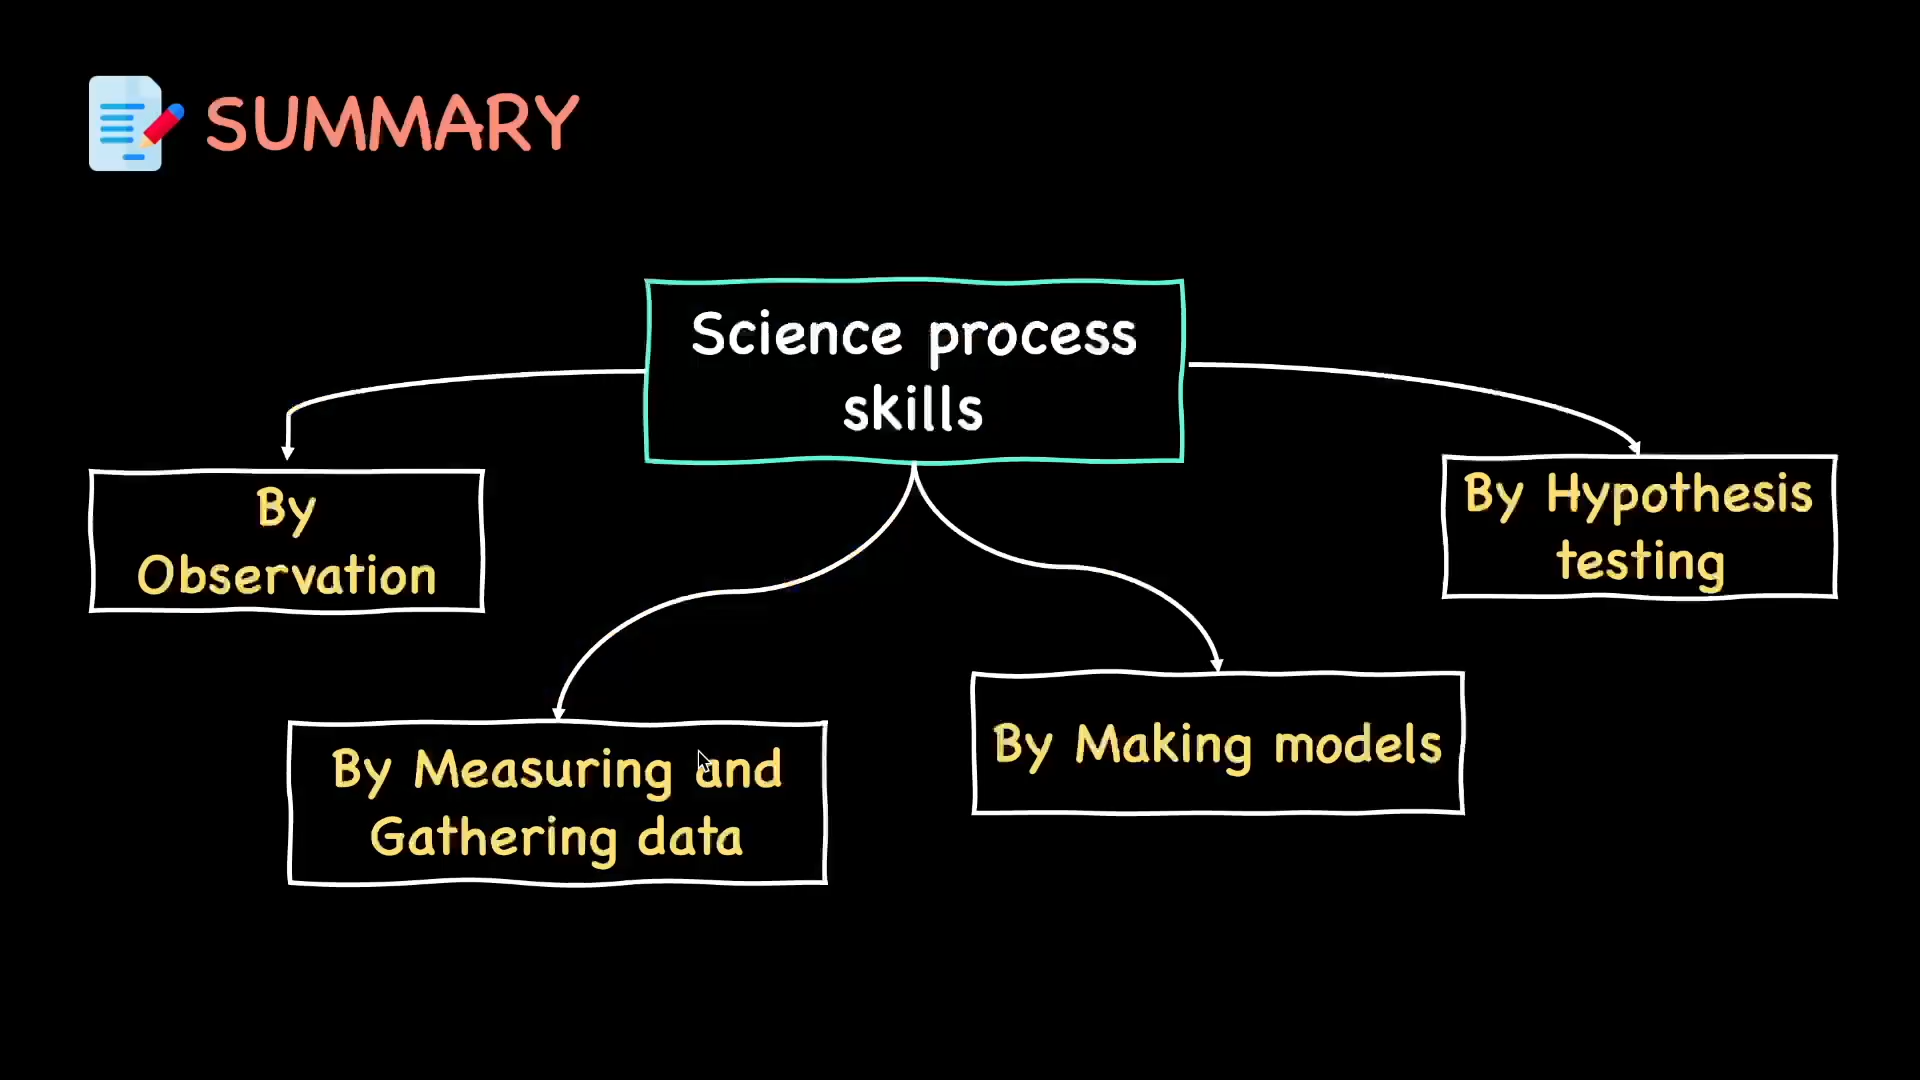 SUMMARY
Science process
skills
By
Observation
By Hypothesis
testing
By Measuring and
Gathering data
By Making models